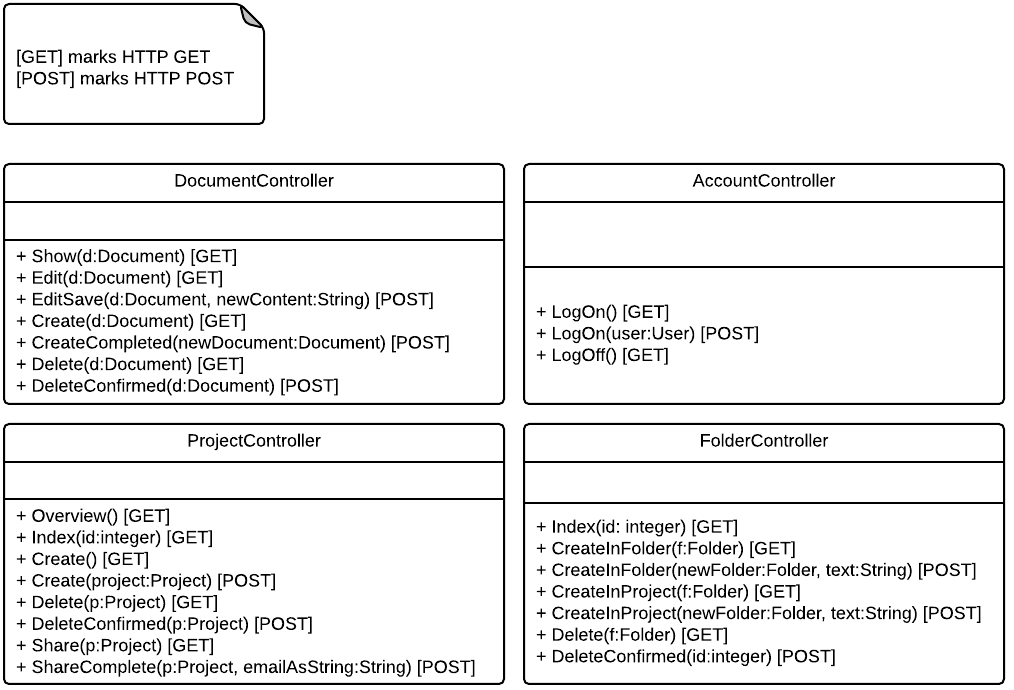 [GET] marks HTTP GET
[POST] marks HTTP POST
DocumentController
+ Show(d:Document) [GET]
+ Edit(d:Document) [GET]
+ EditSave(d:Document, newContent:String) [POST]
+ Create(d:Document) [GET]
+ CreateCompleted(newDocument:Document) [POST]
+ Delete(d:Document) [GET]
+ DeleteConfirmed(d:Document) [POST]
AccountController
+ LogOn() [GET]
+ LogOn(user:User) [POST]
+ LogOff() [GET]
ProjectController
+ Overview() [GET]
+ Index(id:integer) [GET]
+ Create() [GET]
+ Create(project:Project) [POST]
+ Delete(p:Project) [GET]
+ DeleteConfirmed(p:Project) [POST]
+ Share(p:Project) [GET]
+ ShareComplete(p:Project, emailAsString:String) [POST]
FolderController
+ Index(id: integer) [GET]
+ CreateInFolder(f:Folder) [GET]
+ CreateInFolder(newFolder:Folder, text:String) [POST]
+ CreateInProject(f:Folder) [GET]
+ CreateInProject(newFolder:Folder, text:String) [POST]
+ Delete(f:Folder) [GET]
+ DeleteConfirmed(id:integer) [POST]